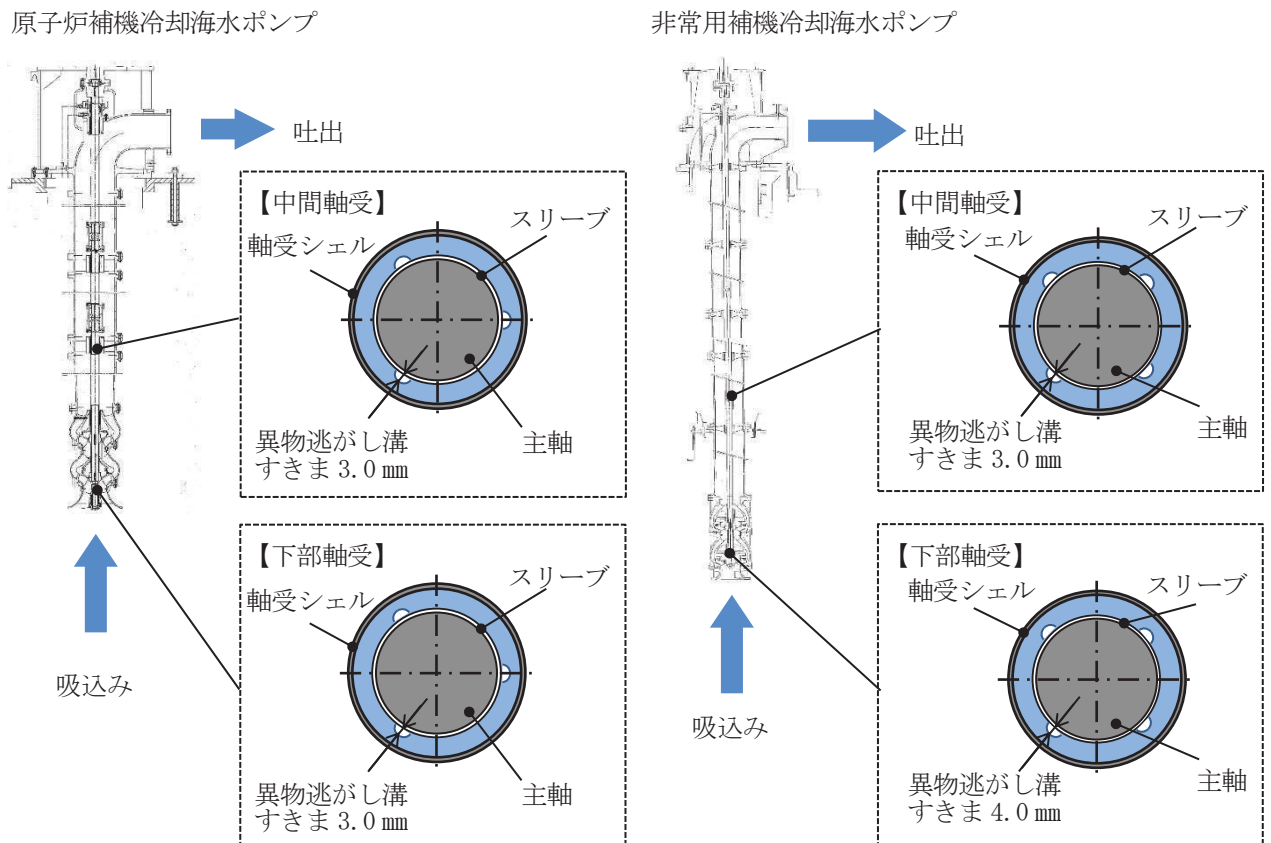 原子炉補機冷却海水ポンプ
吐出
【中間軸受】
軸受シェル
スリーブ
異物逃がし溝
すきま 3.0 ㎜
主軸
【下部軸受】
軸受シェル
スリーブ
異物逃がし溝
すきま 3.0 ㎜
主軸
吸込み
非常用補機冷却海水ポンプ
吐出
【中間軸受】
軸受シェル
スリーブ
異物逃がし溝
すきま 3.0 ㎜
主軸
【下部軸受】
軸受シェル
スリーブ
異物逃がし溝
すきま 4.0 ㎜
主軸
吸込み